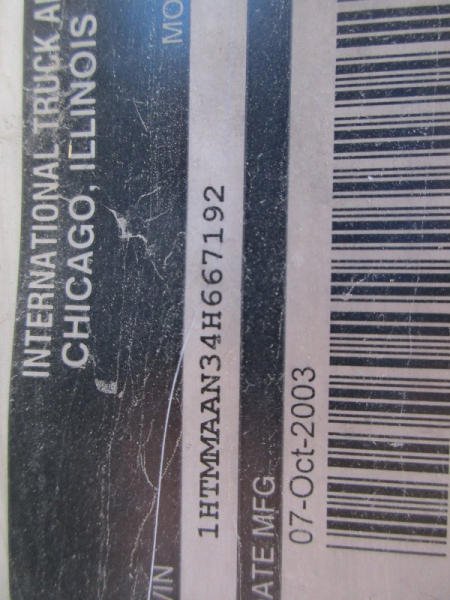 INTERNATIONAL TRUCK A
CHICAGO, ILLINOIS
MO
VIN
1HTMMAAN34H667192
ATE MFG
07-Oct-2003